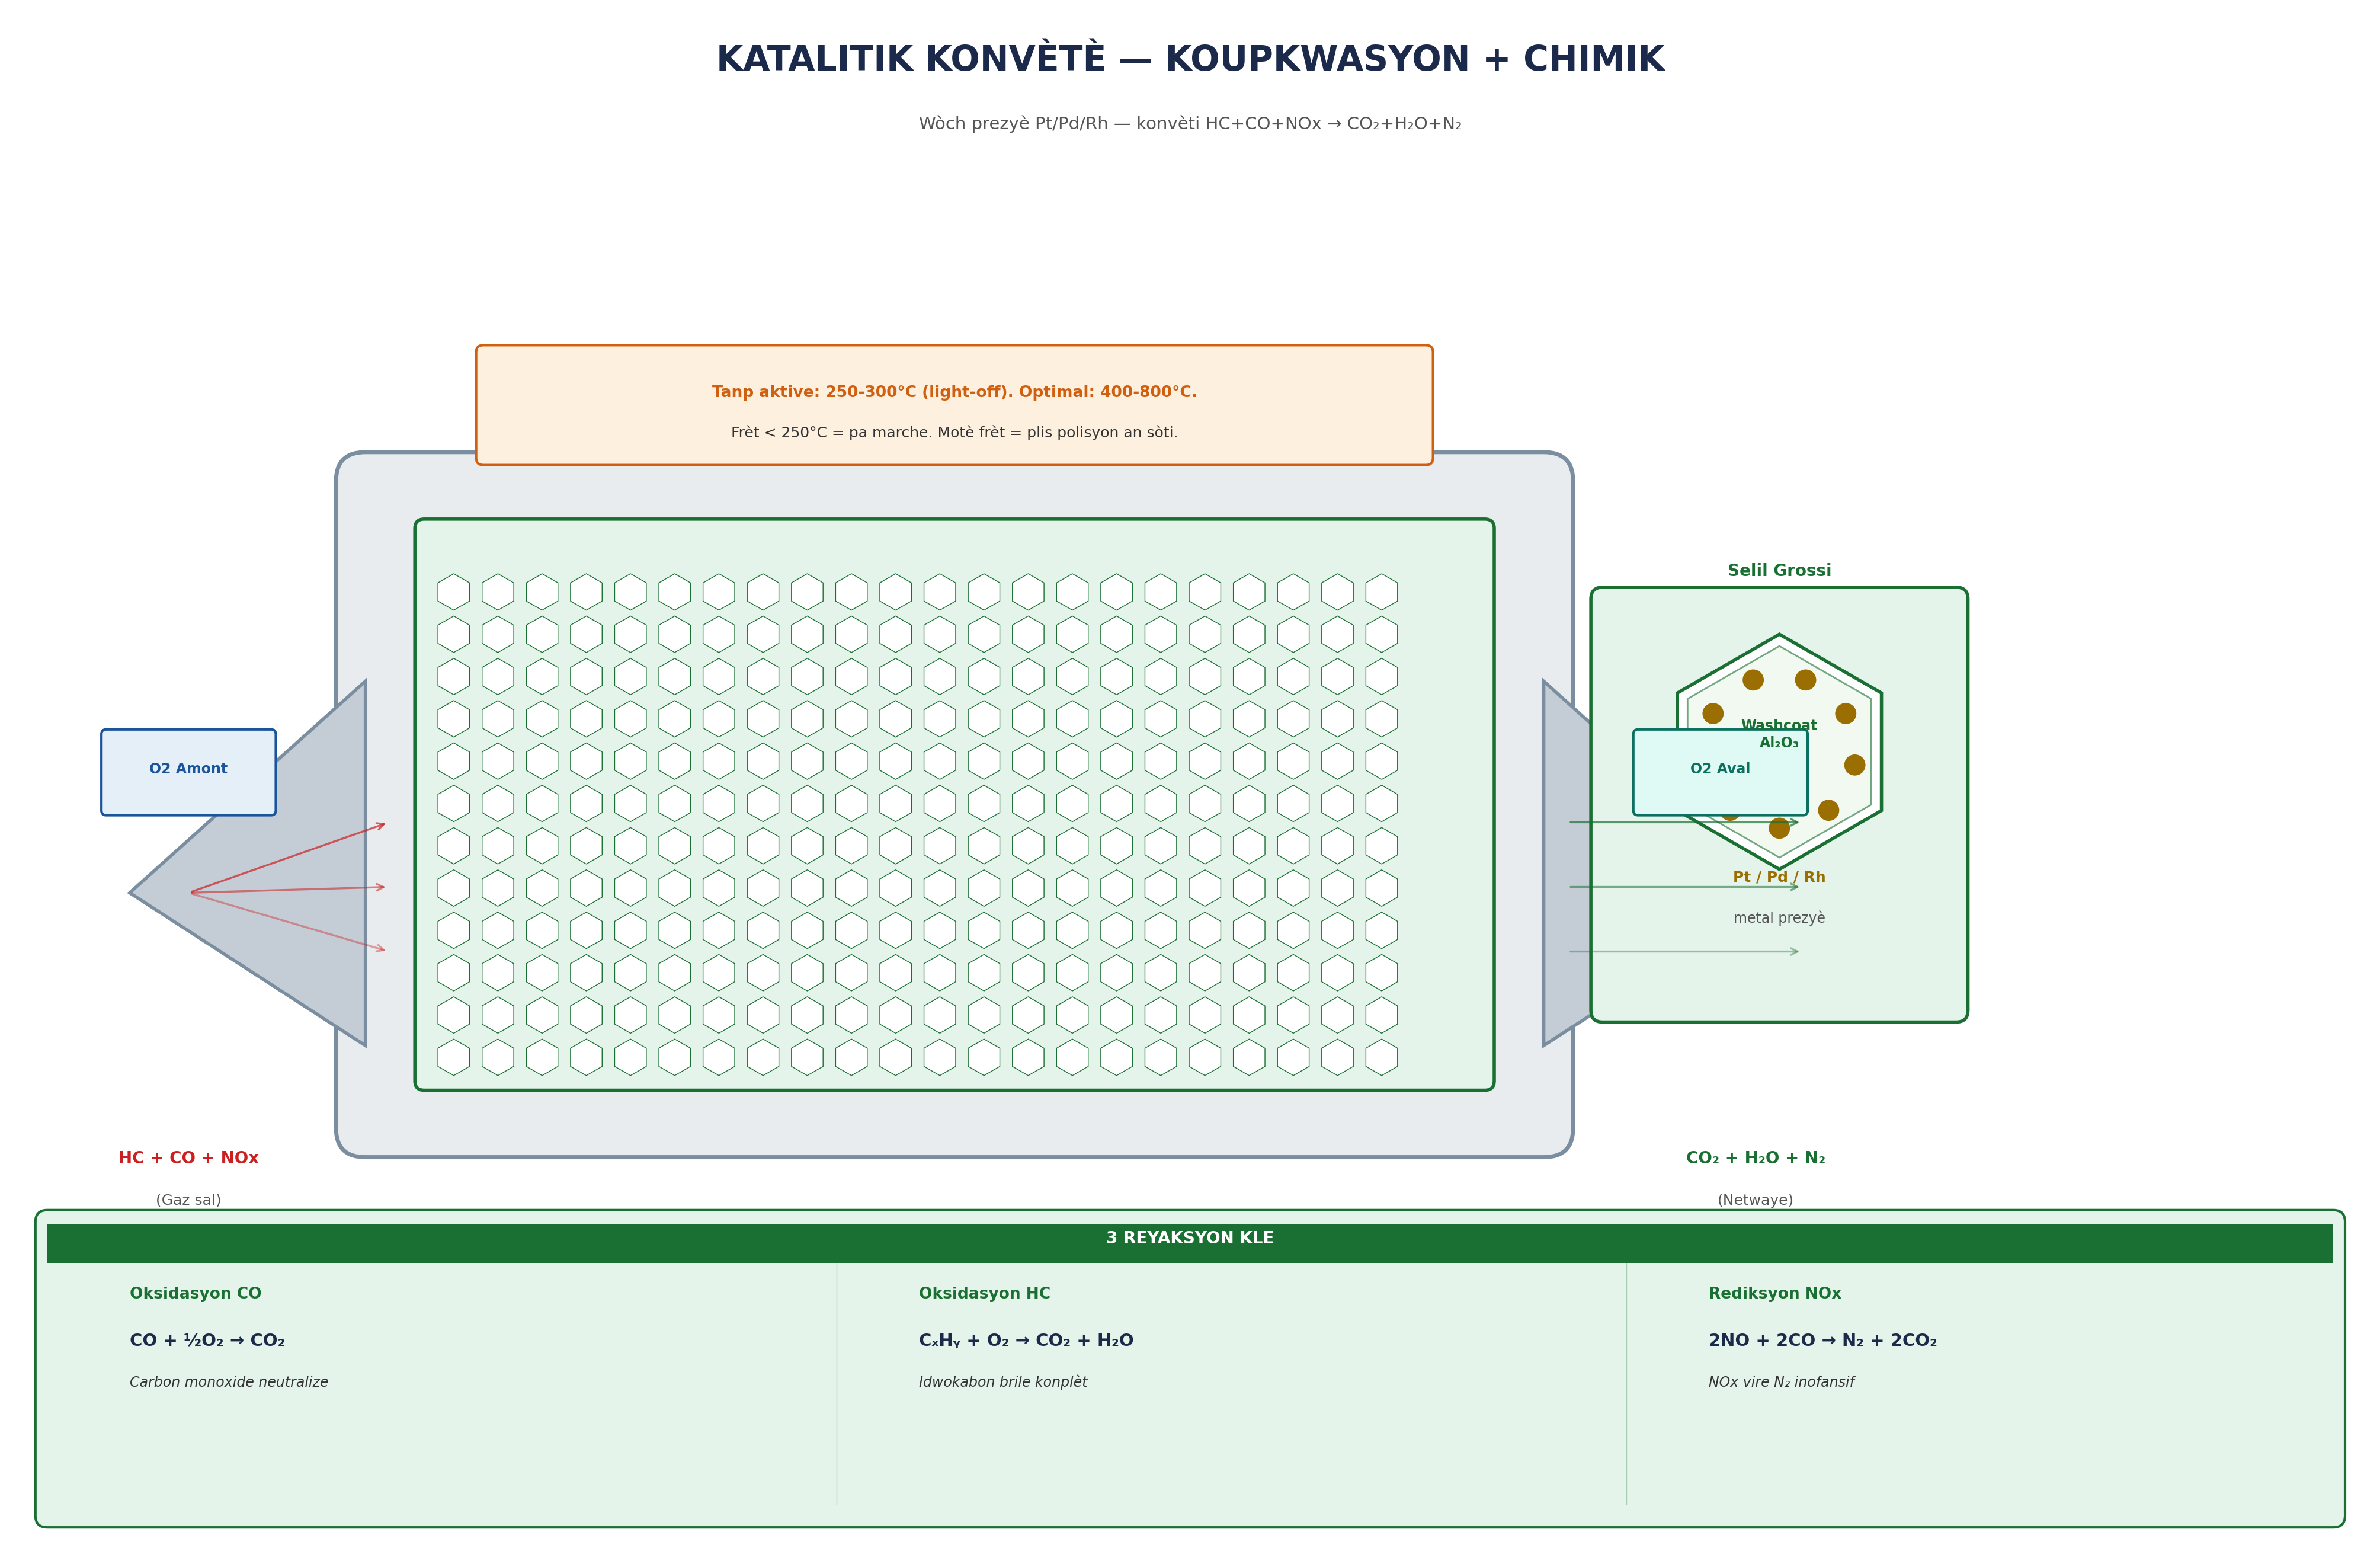 KATALITIK KONVÈTÈ — KOUPKWASYON + CHIMIK
Wòch prezyè Pt/Pd/Rh — konvèti HC+CO+NOx → CO₂+H₂O+N₂
Tanp aktive: 250-300°C (light-off). Optimal: 400-800°C.
Frèt < 250°C = pa marche. Motè frèt = plis polisyon an sòti.
Selil Grossi
Washcoat
Al₂O₃
O2 Amont
O2 Aval
Pt / Pd / Rh
metal prezyè
HC + CO + NOx
(Gaz sal)
CO₂ + H₂O + N₂
(Netwaye)
3 REYAKSYON KLE
Oksidasyon CO
CO + ½O₂ → CO₂
Carbon monoxide neutralize
Oksidasyon HC
CₓHᵧ + O₂ → CO₂ + H₂O
Idwokabon brile konplèt
Rediksyon NOx
2NO + 2CO → N₂ + 2CO₂
NOx vire N₂ inofansif